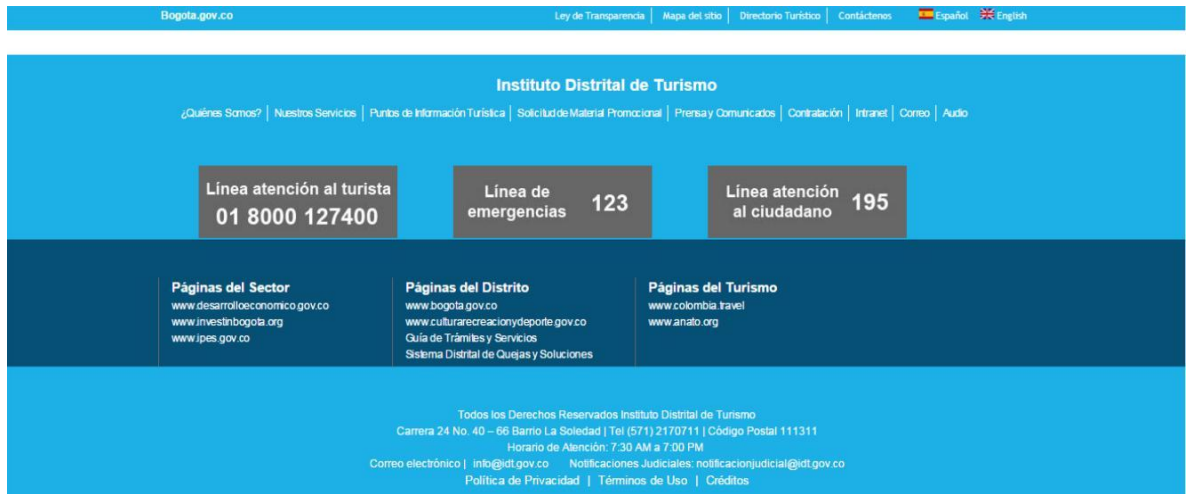 Bogota.gov.co Ley de Transparencia | Mapa del sitio | Directorio Turístico | Contáctenos Español English
Instituto Distrital de Turismo
¿Quiénes Somos? | Nuestros Servicios | Puntos de Información Turística | Solicitud de Material Promocional | Prensa y Comunicados | Contratación | Intranet | Correo | Audio
Línea atención al turista
01 8000 127400
Línea de
emergencias 123
Línea atención
al ciudadano 195
Páginas del Sector
www.desarrolloeconomico.gov.co
www.investinbogota.org
www.ipes.gov.co
Páginas del Distrito
www.bogota.gov.co
www.culturarecreacionydeporte.gov.co
Guía de Trámites y Servicios
Sistema Distrital de Quejas y Soluciones
Páginas del Turismo
www.colombia.travel
www.anato.org
Todos los Derechos Reservados Instituto Distrital de Turismo
Carrera 24 No. 40 – 66 Barrio La Soledad | Tel (571) 2170711 | Código Postal 111311
Horario de Atención: 7:30 AM a 7:00 PM
Correo electrónico | info@idt.gov.co Notificaciones Judiciales: notificacionjudicial@idt.gov.co
Política de Privacidad | Términos de Uso | Créditos